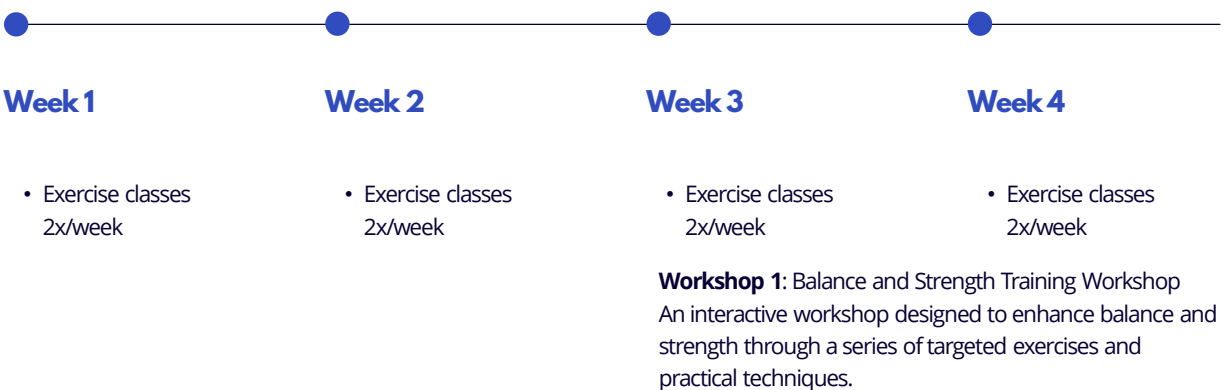 Week 1
Week 2
Week 3
Week 4
• Exercise classes
2x/week
• Exercise classes
2x/week
• Exercise classes
2x/week
• Exercise classes
2x/week
Workshop 1: Balance and Strength Training Workshop
An interactive workshop designed to enhance balance and
strength through a series of targeted exercises and
practical techniques.